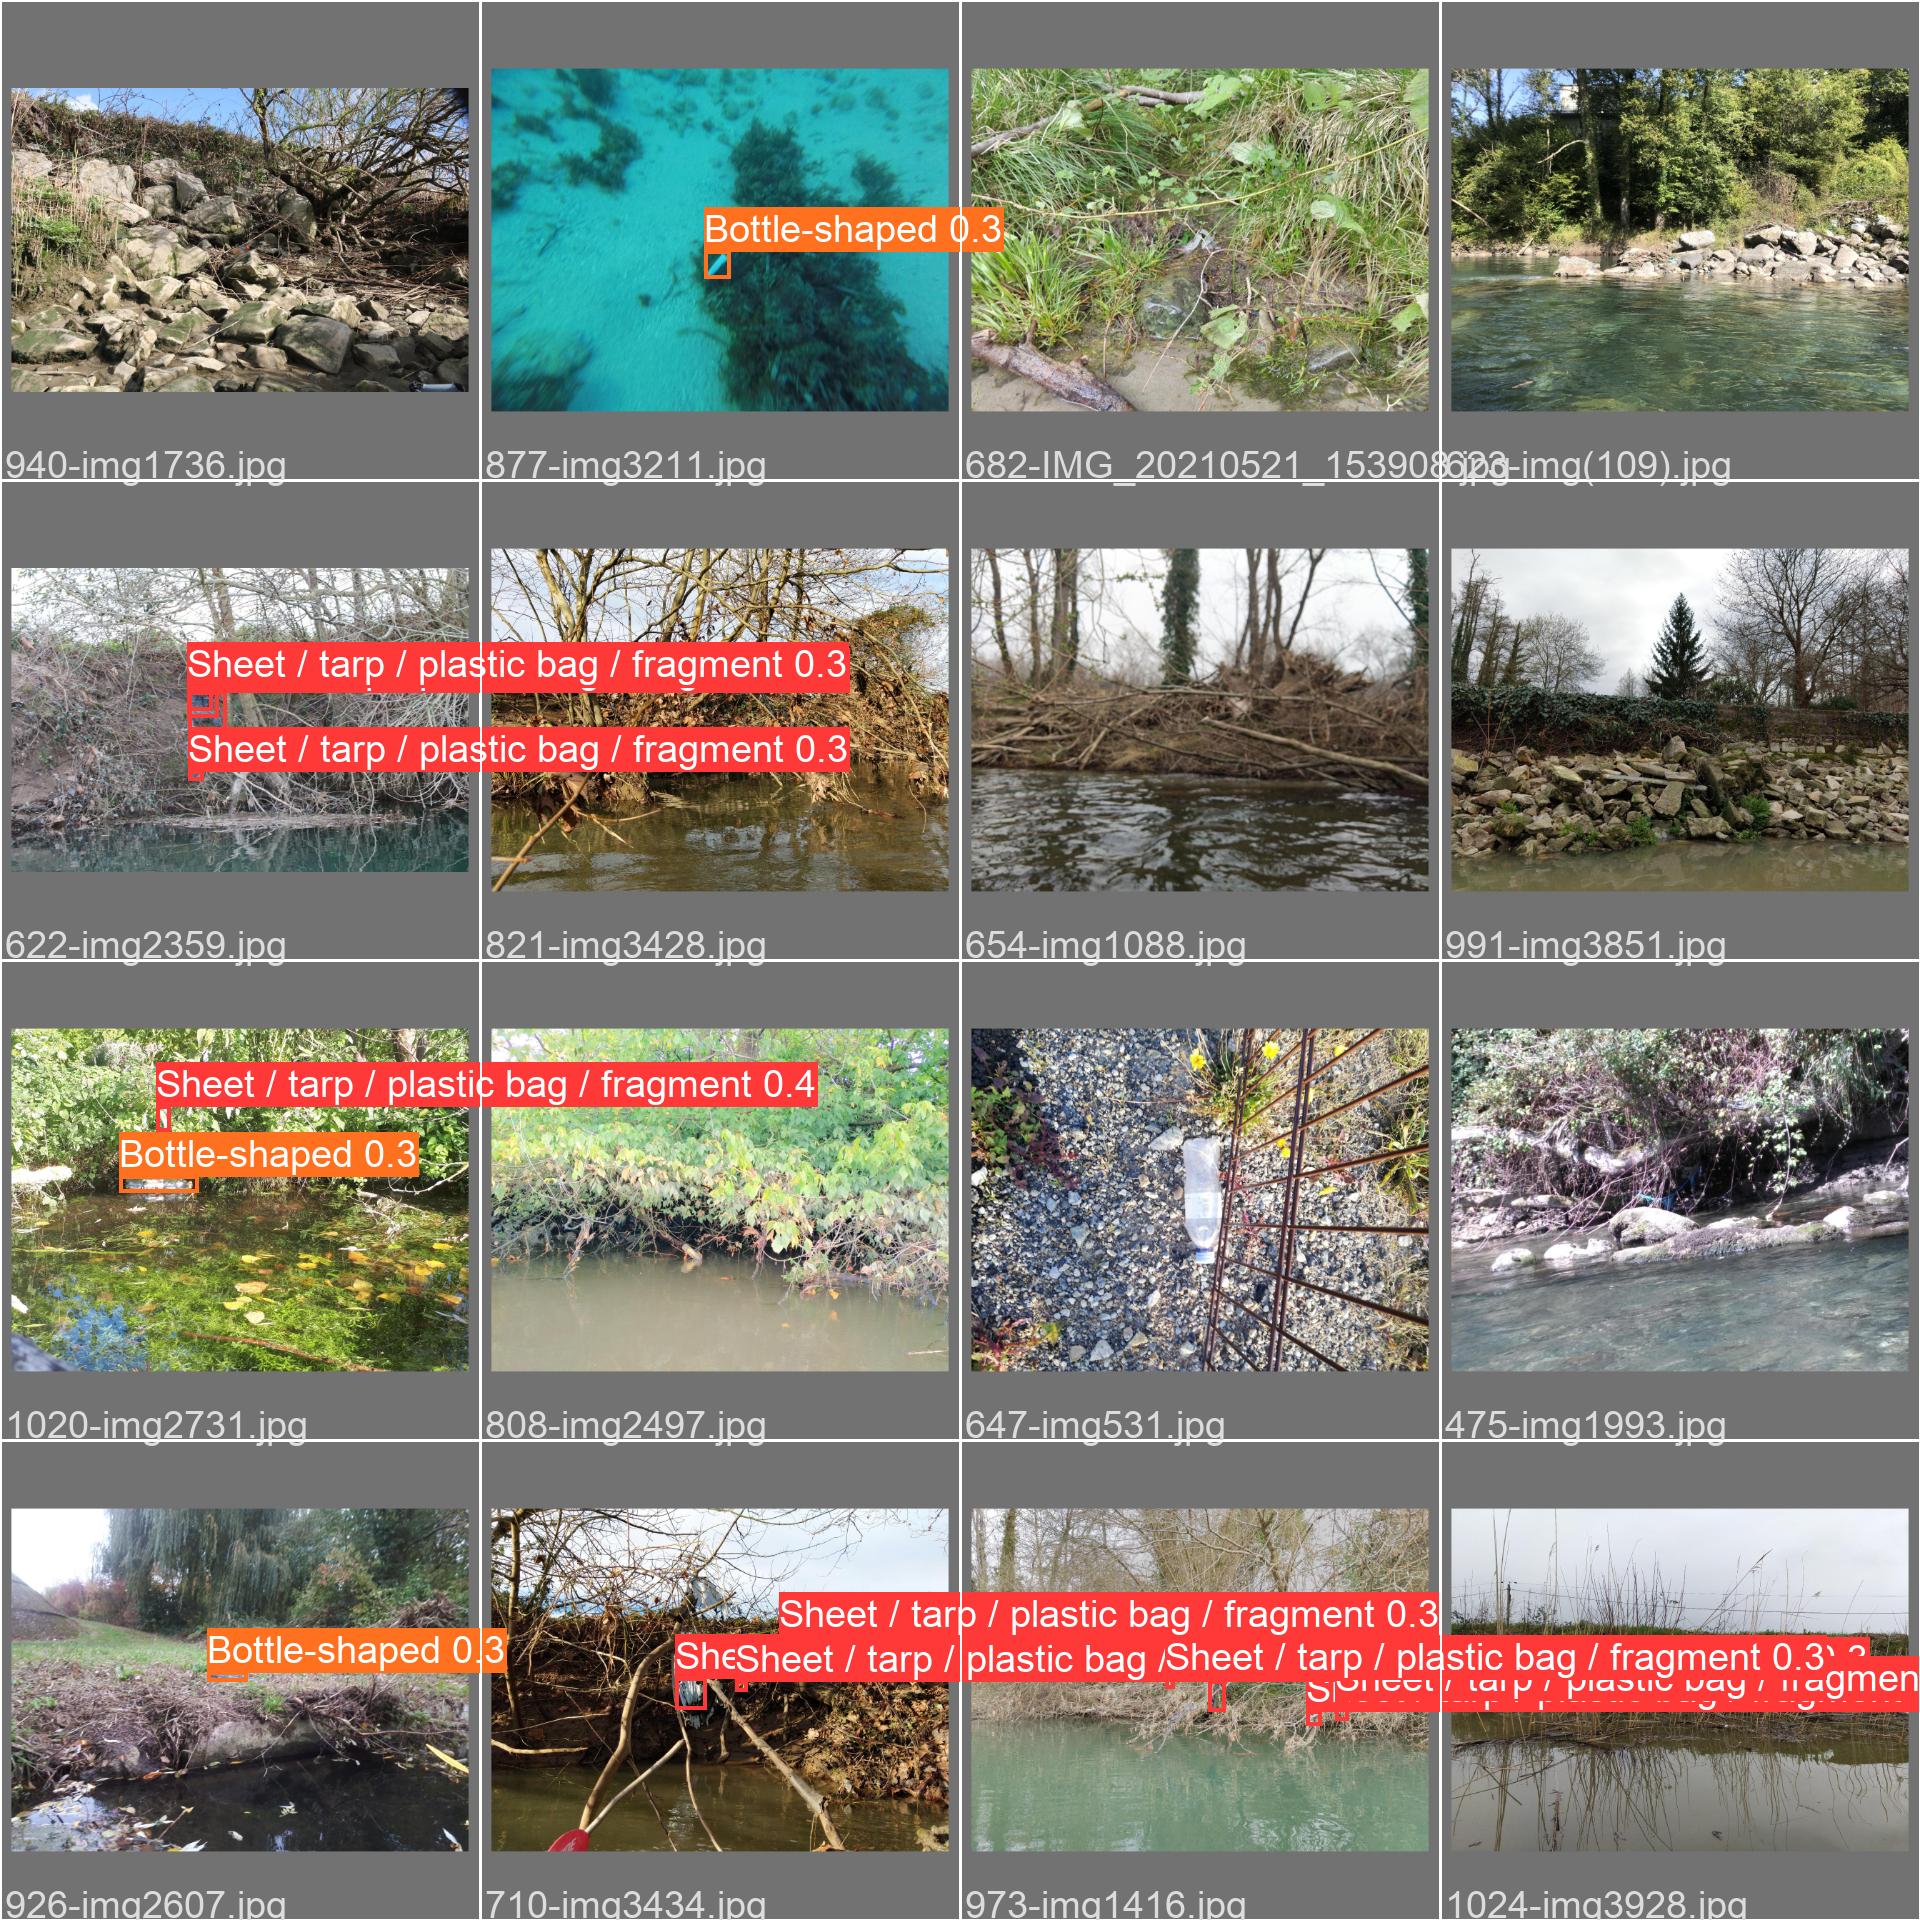 Bottle-shaped 0.3
940-img1736.jpg
877-img3211.jpg
682-IMG_20210521_153908.jpg
623-img(109).jpg
Sheet / tarp / plastic bag / fragment 0.3
Sheet / tarp / plastic bag / fragment 0.3
622-img2359.jpg
821-img3428.jpg
654-img1088.jpg
991-img3851.jpg
Sheet / tarp / plastic bag / fragment 0.4
Bottle-shaped 0.3
1020-img2731.jpg
808-img2497.jpg
647-img531.jpg
475-img1993.jpg
Bottle-shaped 0.3
Sheet / tarp / plastic bag / fragment 0.3
She
Sheet / tarp / plastic bag /
Sheet / tarp / plastic bag / fragment 0.3
Sheet / tarp / plastic bag / fragmen
926-img2607.jpg
710-img3434.jpg
973-img1416.jpg
1024-img3928.jpg